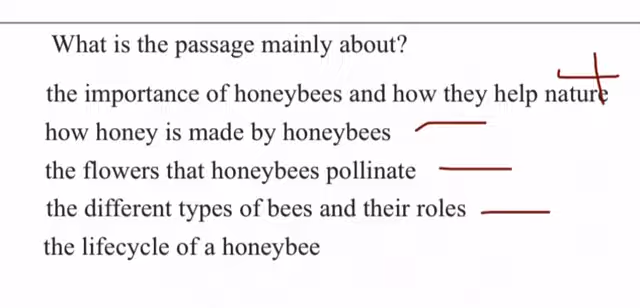 What is the passage mainly about?
the importance of honeybees and how they help nature
how honey is made by honeybees
the flowers that honeybees pollinate
the different types of bees and their roles
the lifecycle of a honeybee